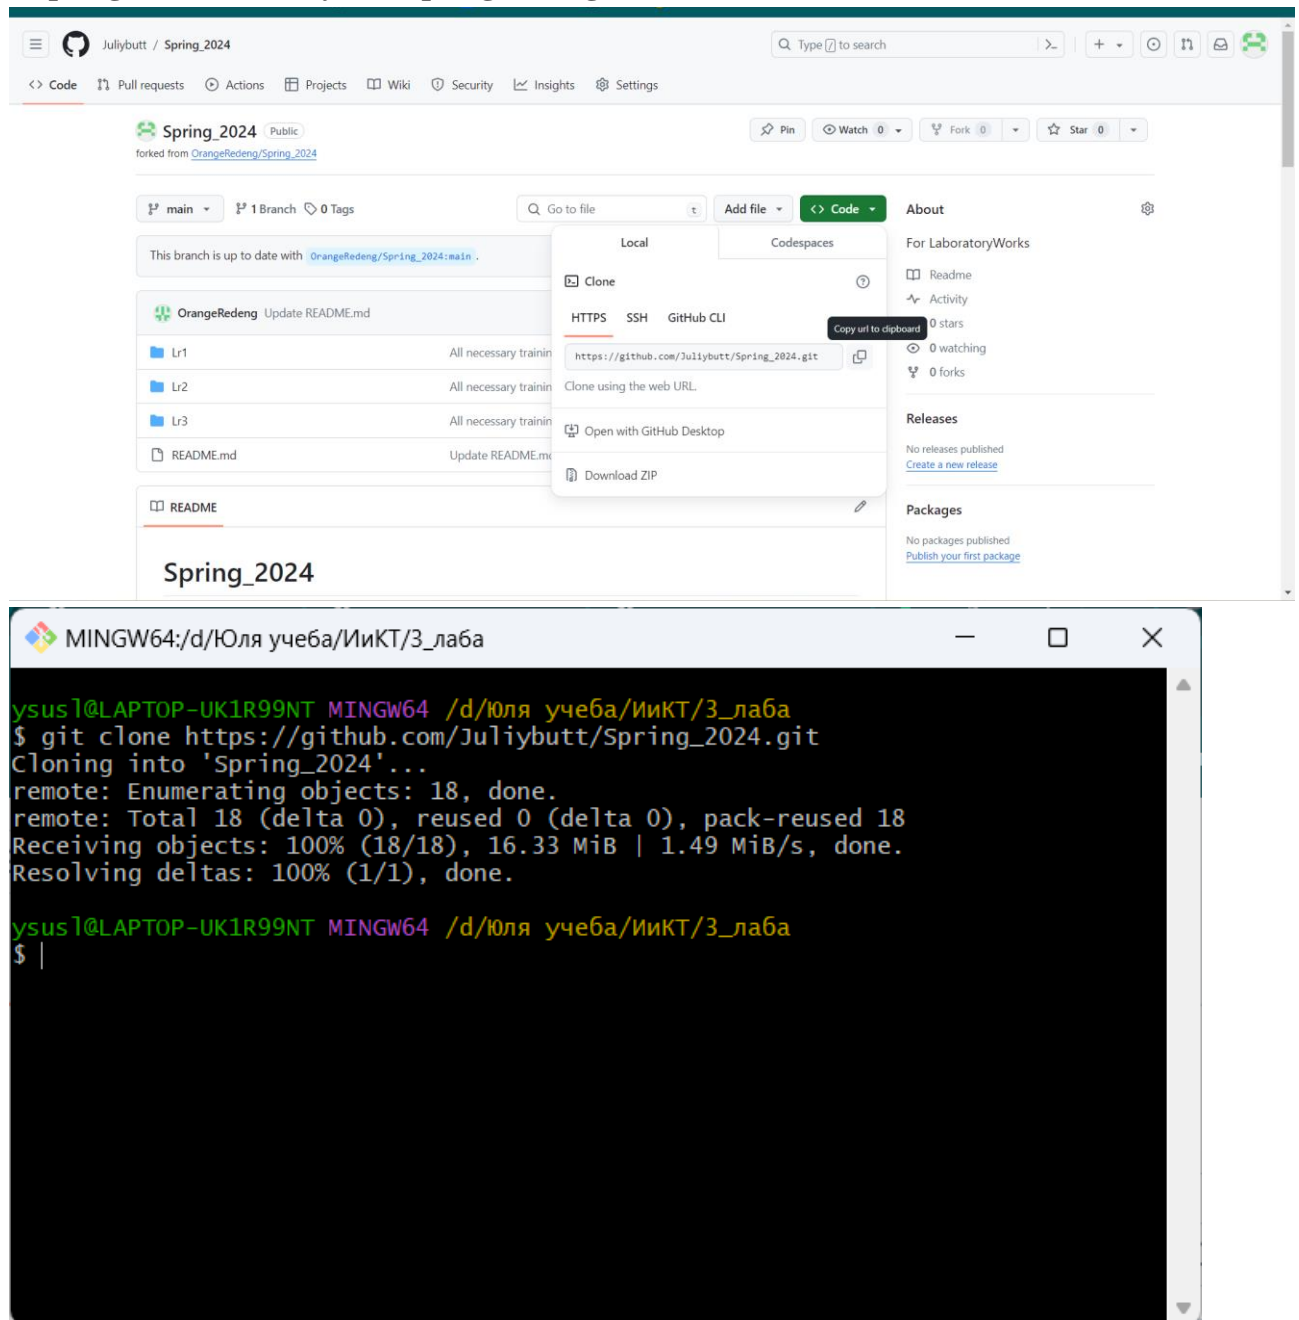 Juliybutt / Spring_2024
Type / to search
Code Pull requests Actions Projects Wiki Security Insights Settings
Spring_2024 Public
Pin Watch 0 Fork 0 Star 0
forked from OrangeRedeng/Spring_2024
main 1 Branch 0 Tags
Go to file t Add file <> Code
About
This branch is up to date with OrangeRedeng/Spring_2024:main .
Local Codespaces
For LaboratoryWorks
Clone
Readme
OrangeRedeng Update README.md
HTTPS SSH GitHub CLI
Activity
Copy url to clipboard
0 stars
Lr1 All necessary trainin
https://github.com/Juliybutt/Spring_2024.git
0 watching
Lr2 All necessary trainin
Clone using the web URL.
0 forks
Lr3 All necessary trainin
Open with GitHub Desktop
Releases
README.md Update README.m
No releases published
Create a new release
Download ZIP
README
Packages
No packages published
Publish your first package
Spring_2024
MINGW64:/d/Юля учеба/ИиКТ/3_лаба
ysusl@LAPTOP-UK1R99NT MINGW64 /d/Юля учеба/ИиКТ/3_лаба
$ git clone https://github.com/Juliybutt/Spring_2024.git
Cloning into 'Spring_2024'...
remote: Enumerating objects: 18, done.
remote: Total 18 (delta 0), reused 0 (delta 0), pack-reused 18
Receiving objects: 100% (18/18), 16.33 MiB | 1.49 MiB/s, done.
Resolving deltas: 100% (1/1), done.
ysusl@LAPTOP-UK1R99NT MINGW64 /d/Юля учеба/ИиКТ/3_лаба
$